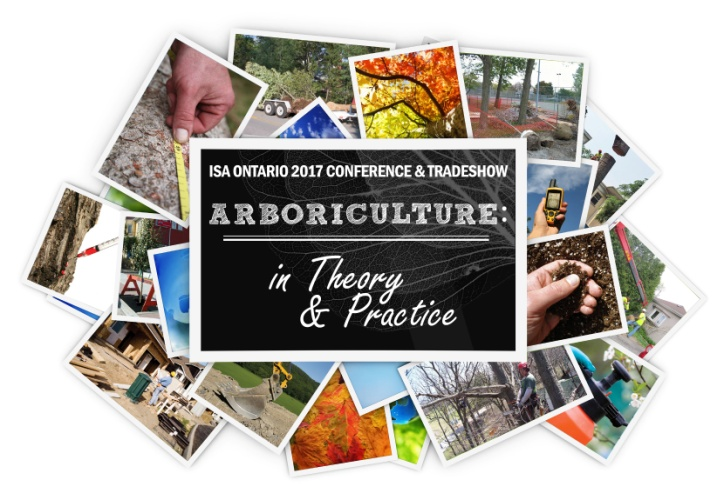 ISA ONTARIO 2017 CONFERENCE & TRADESHOW
ARBORICULTURE:
in Theory
& Practice